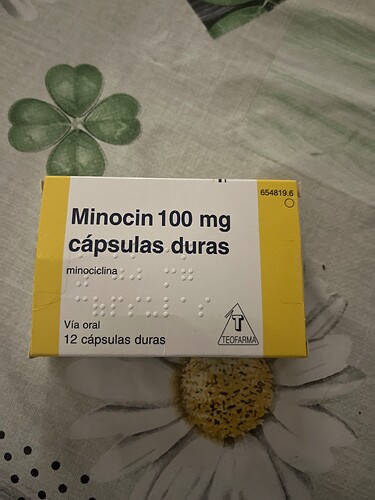 654819.6
Minocin 100 mg
cápsulas duras
minociclina
Vía oral
12 cápsulas duras
T
TEOFARMA